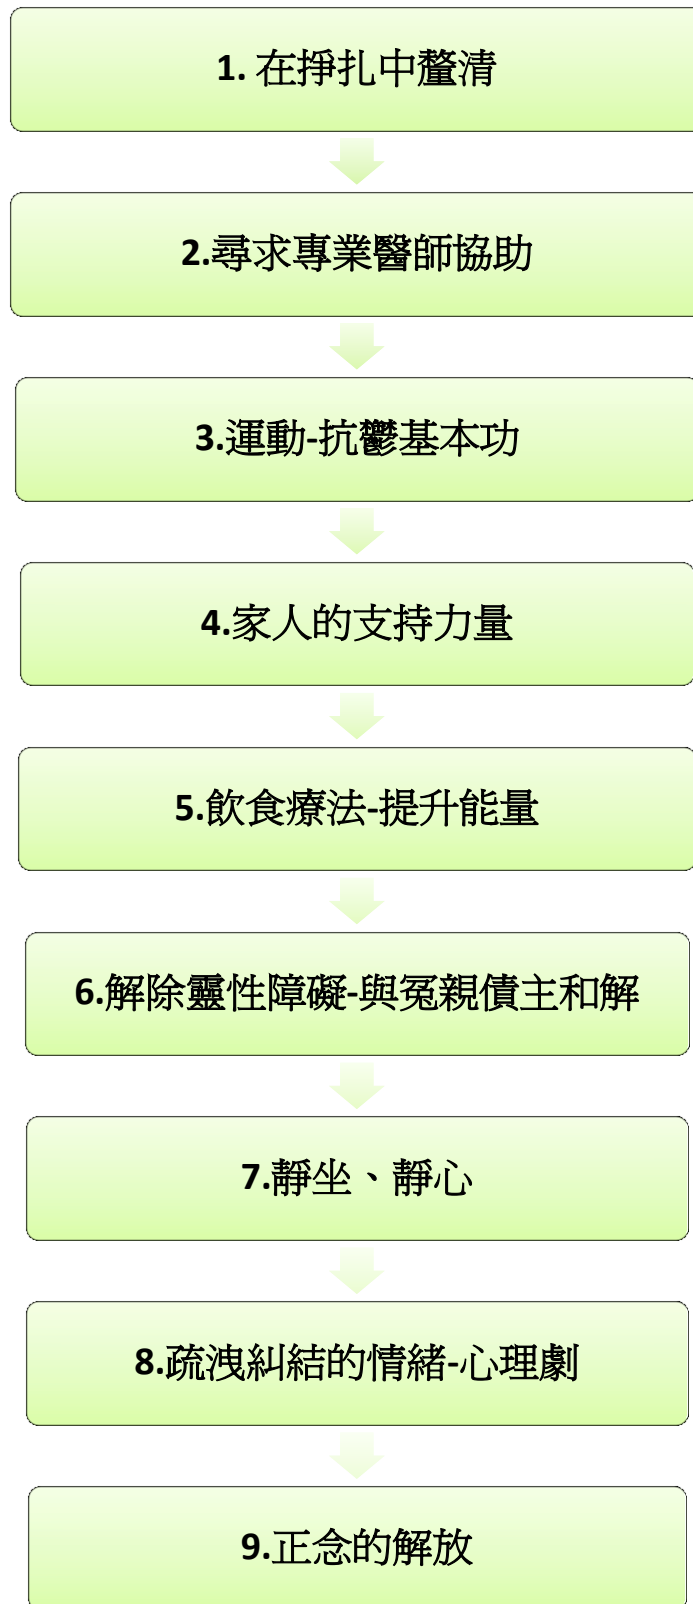 1. 在掙扎中釐清
2.尋求專業醫師協助
3.運動-抗鬱基本功
4.家人的支持力量
5.飲食療法-提升能量
6.解除靈性障礙-與冤親債主和解
7.靜坐、靜心
8.疏洩糾結的情緒-心理劇
9.正念的解放